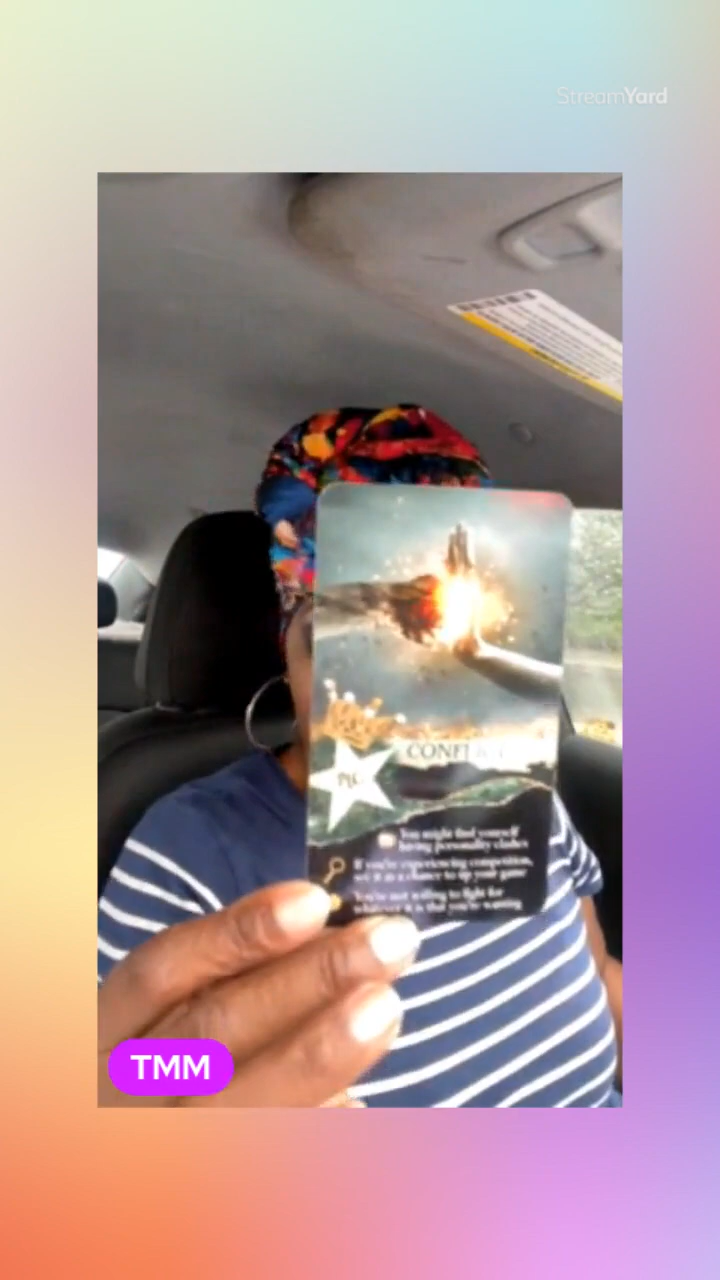 StreamYard
CONFLICT
You might find yourself
having personality clashes
If you're experiencing competition,
see it as a chance to up your game
You're not willing to fight for
whatever it is that you're wanting
TMM